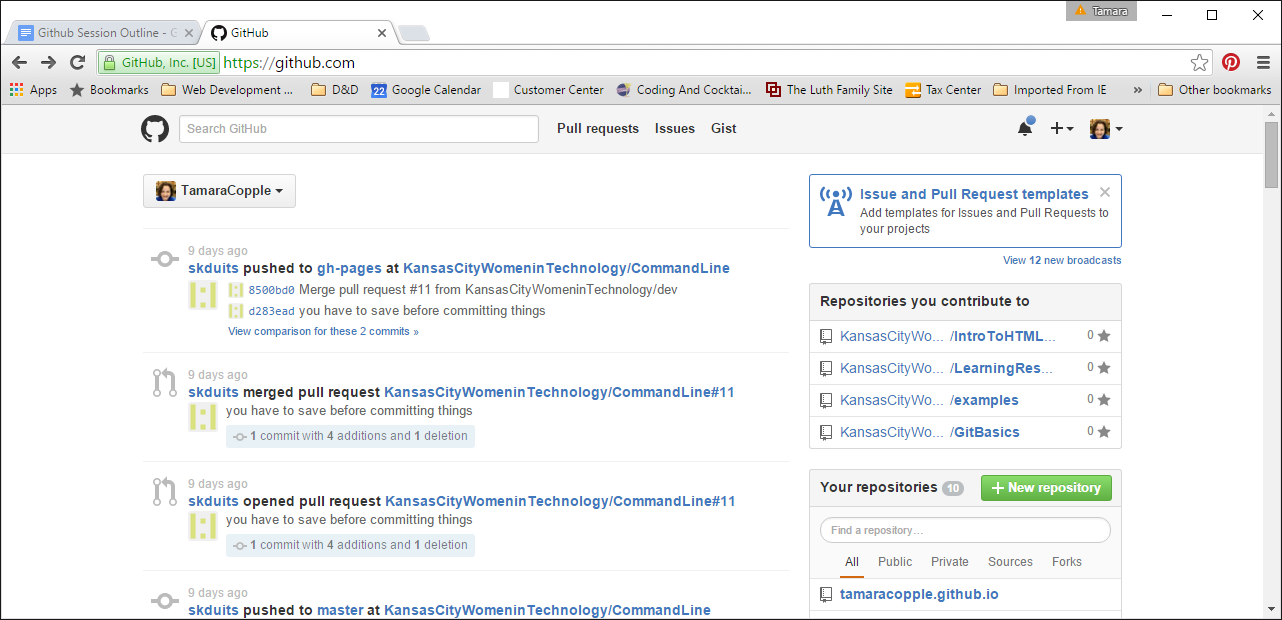 Tamara
Github Session Outline - G
GitHub
GitHub, Inc. [US] https://github.com
Apps Bookmarks Web Development ... D&D 22 Google Calendar Customer Center Coding And Cocktai... The Luth Family Site Tax Center Imported From IE » Other bookmarks
Search GitHub Pull requests Issues Gist
TamaraCopple
9 days ago
skduits pushed to gh-pages at KansasCityWomeninTechnology/CommandLine
8500bd0 Merge pull request #11 from KansasCityWomeninTechnology/dev
d283ead you have to save before committing things
View comparison for these 2 commits »
9 days ago
skduits merged pull request KansasCityWomeninTechnology/CommandLine#11
you have to save before committing things
1 commit with 4 additions and 1 deletion
9 days ago
skduits opened pull request KansasCityWomeninTechnology/CommandLine#11
you have to save before committing things
1 commit with 4 additions and 1 deletion
9 days ago
skduits pushed to master at KansasCityWomeninTechnology/CommandLine
Issue and Pull Request templates
Add templates for Issues and Pull Requests to
your projects
View 12 new broadcasts
Repositories you contribute to
KansasCityWo... /IntroToHTML... 0
KansasCityWo... /LearningRes... 0
KansasCityWo... /examples 0
KansasCityWo... /GitBasics 0
Your repositories 10 New repository
Find a repository...
All Public Private Sources Forks
tamaracopple.github.io